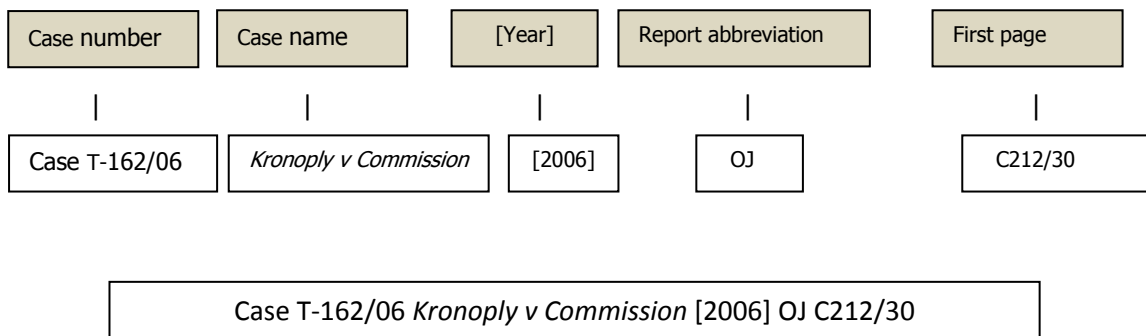 Case number Case name [Year] Report abbreviation First page
Case T-162/06 Kronoply v Commission [2006] OJ C212/30
Case T-162/06 Kronoply v Commission [2006] OJ C212/30